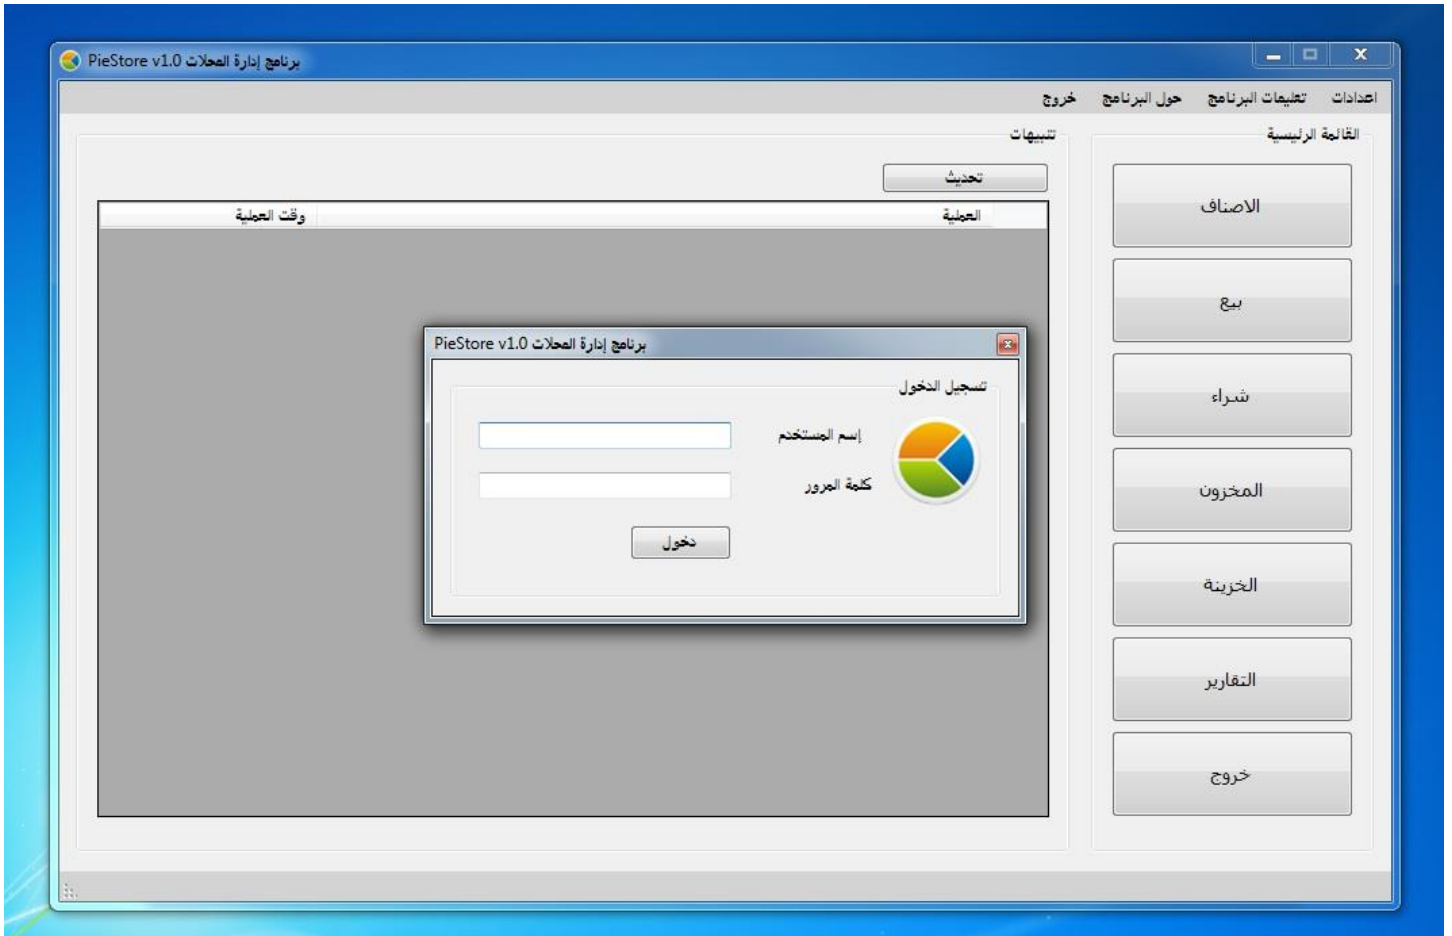 برنامج إدارة المحلات PieStore v1.0
اعدادات تعليمات البرنامج حول البرنامج خروج
القائمة الرئيسية
الاصناف
بيع
شراء
المخزون
الخزينة
التقارير
خروج
تنبيهات
تحديث
العملية وقت العملية
برنامج إدارة المحلات PieStore v1.0
تسجيل الدخول
إسم المستخدم
كلمة المرور
دخول